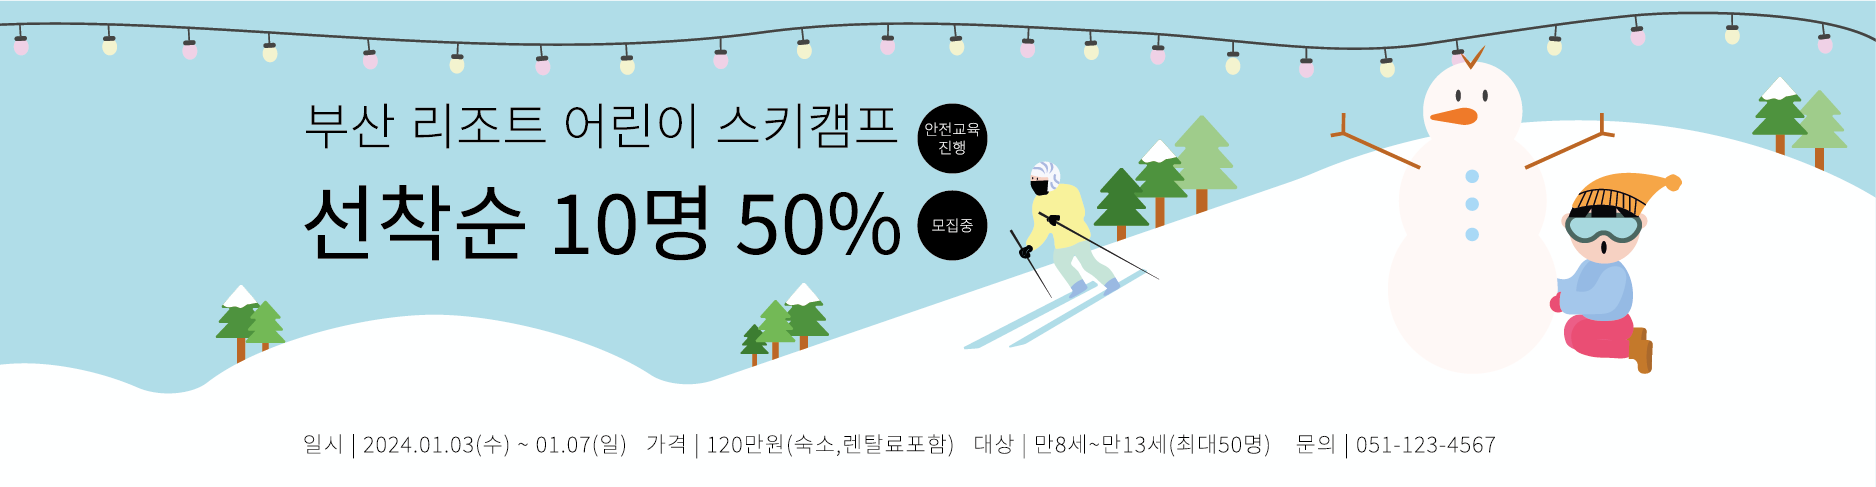 부산 리조트 어린이 스키캠프
안전교육
진행
선착순 10명 50%
모집중
일시 | 2024.01.03(수) ~ 01.07(일) 가격 | 120만원(숙소,렌탈료포함) 대상 | 만8세~만13세(최대50명) 문의 | 051-123-4567